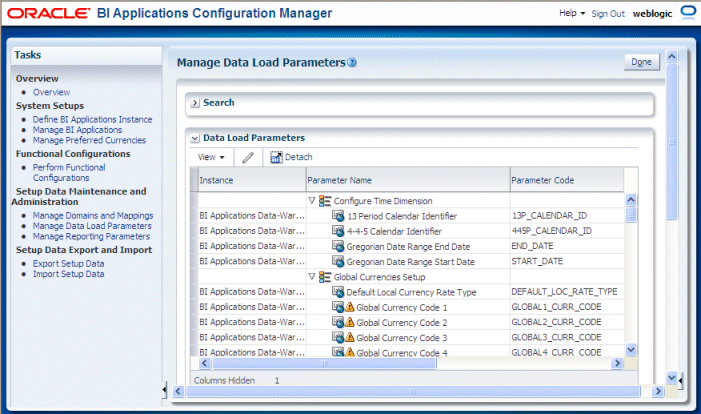 ORACLE BI Applications Configuration Manager
Help Sign Out weblogic
Tasks
Overview
Overview
System Setups
Define BI Applications Instance
Manage BI Applications
Manage Preferred Currencies
Functional Configurations
Perform Functional
Configurations
Setup Data Maintenance and
Administration
Manage Domains and Mappings
Manage Data Load Parameters
Manage Reporting Parameters
Setup Data Export and Import
Export Setup Data
Import Setup Data
Manage Data Load Parameters
Done
Search
Data Load Parameters
View Detach
Instance Parameter Name Parameter Code
Configure Time Dimension
BI Applications Data-War... 13 Period Calendar Identifier 13P_CALENDAR_ID
BI Applications Data-War... 4-4-5 Calendar Identifier 445P_CALENDAR_ID
BI Applications Data-War... Gregorian Date Range End Date END_DATE
BI Applications Data-War... Gregorian Date Range Start Date START_DATE
Global Currencies Setup
BI Applications Data-War... Default Local Currency Rate Type DEFAULT_LOC_RATE_TYPE
BI Applications Data-War... Global Currency Code 1 GLOBAL1_CURR_CODE
BI Applications Data-War... Global Currency Code 2 GLOBAL2_CURR_CODE
BI Applications Data-War... Global Currency Code 3 GLOBAL3_CURR_CODE
BI Applications Data-War... Global Currency Code 4 GLOBAL4_CURR_CODE
Columns Hidden 1